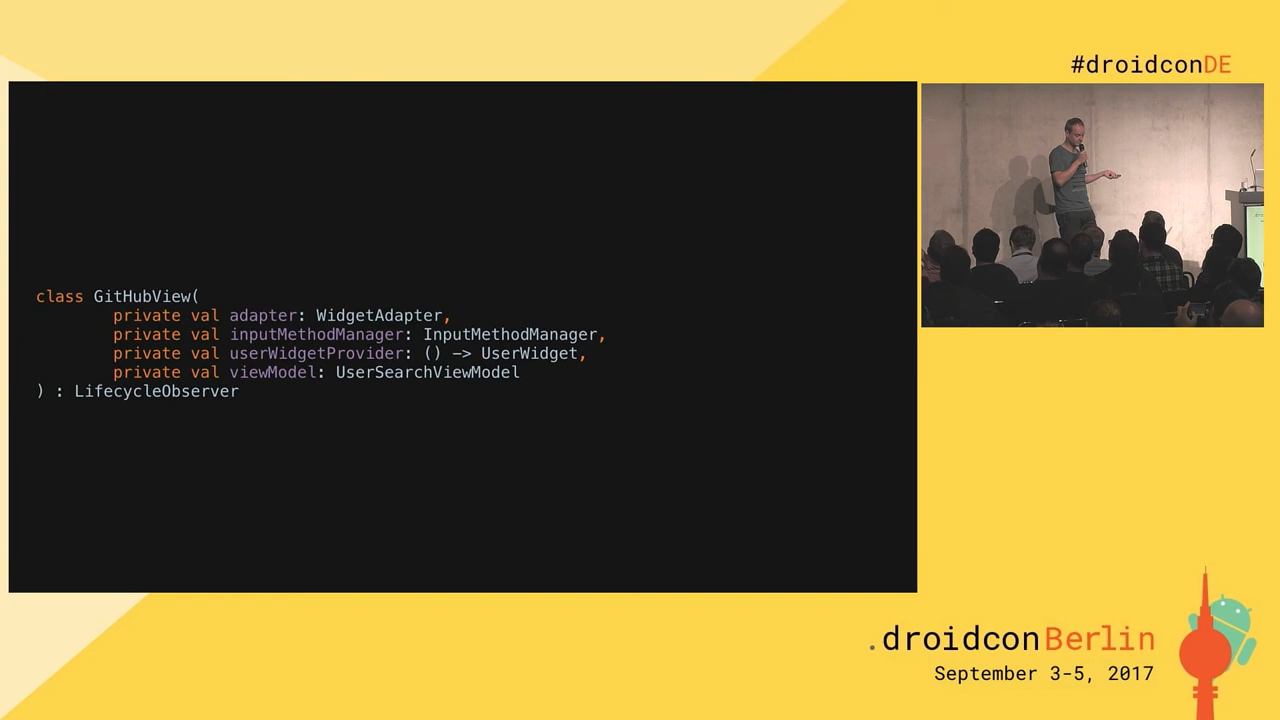 #droidconDE
class GitHubView(
private val adapter: WidgetAdapter,
private val inputMethodManager: InputMethodManager,
private val userWidgetProvider: () -> UserWidget,
private val viewModel: UserSearchViewModel
) : LifecycleObserver
.droidconBerlin
September 3-5, 2017